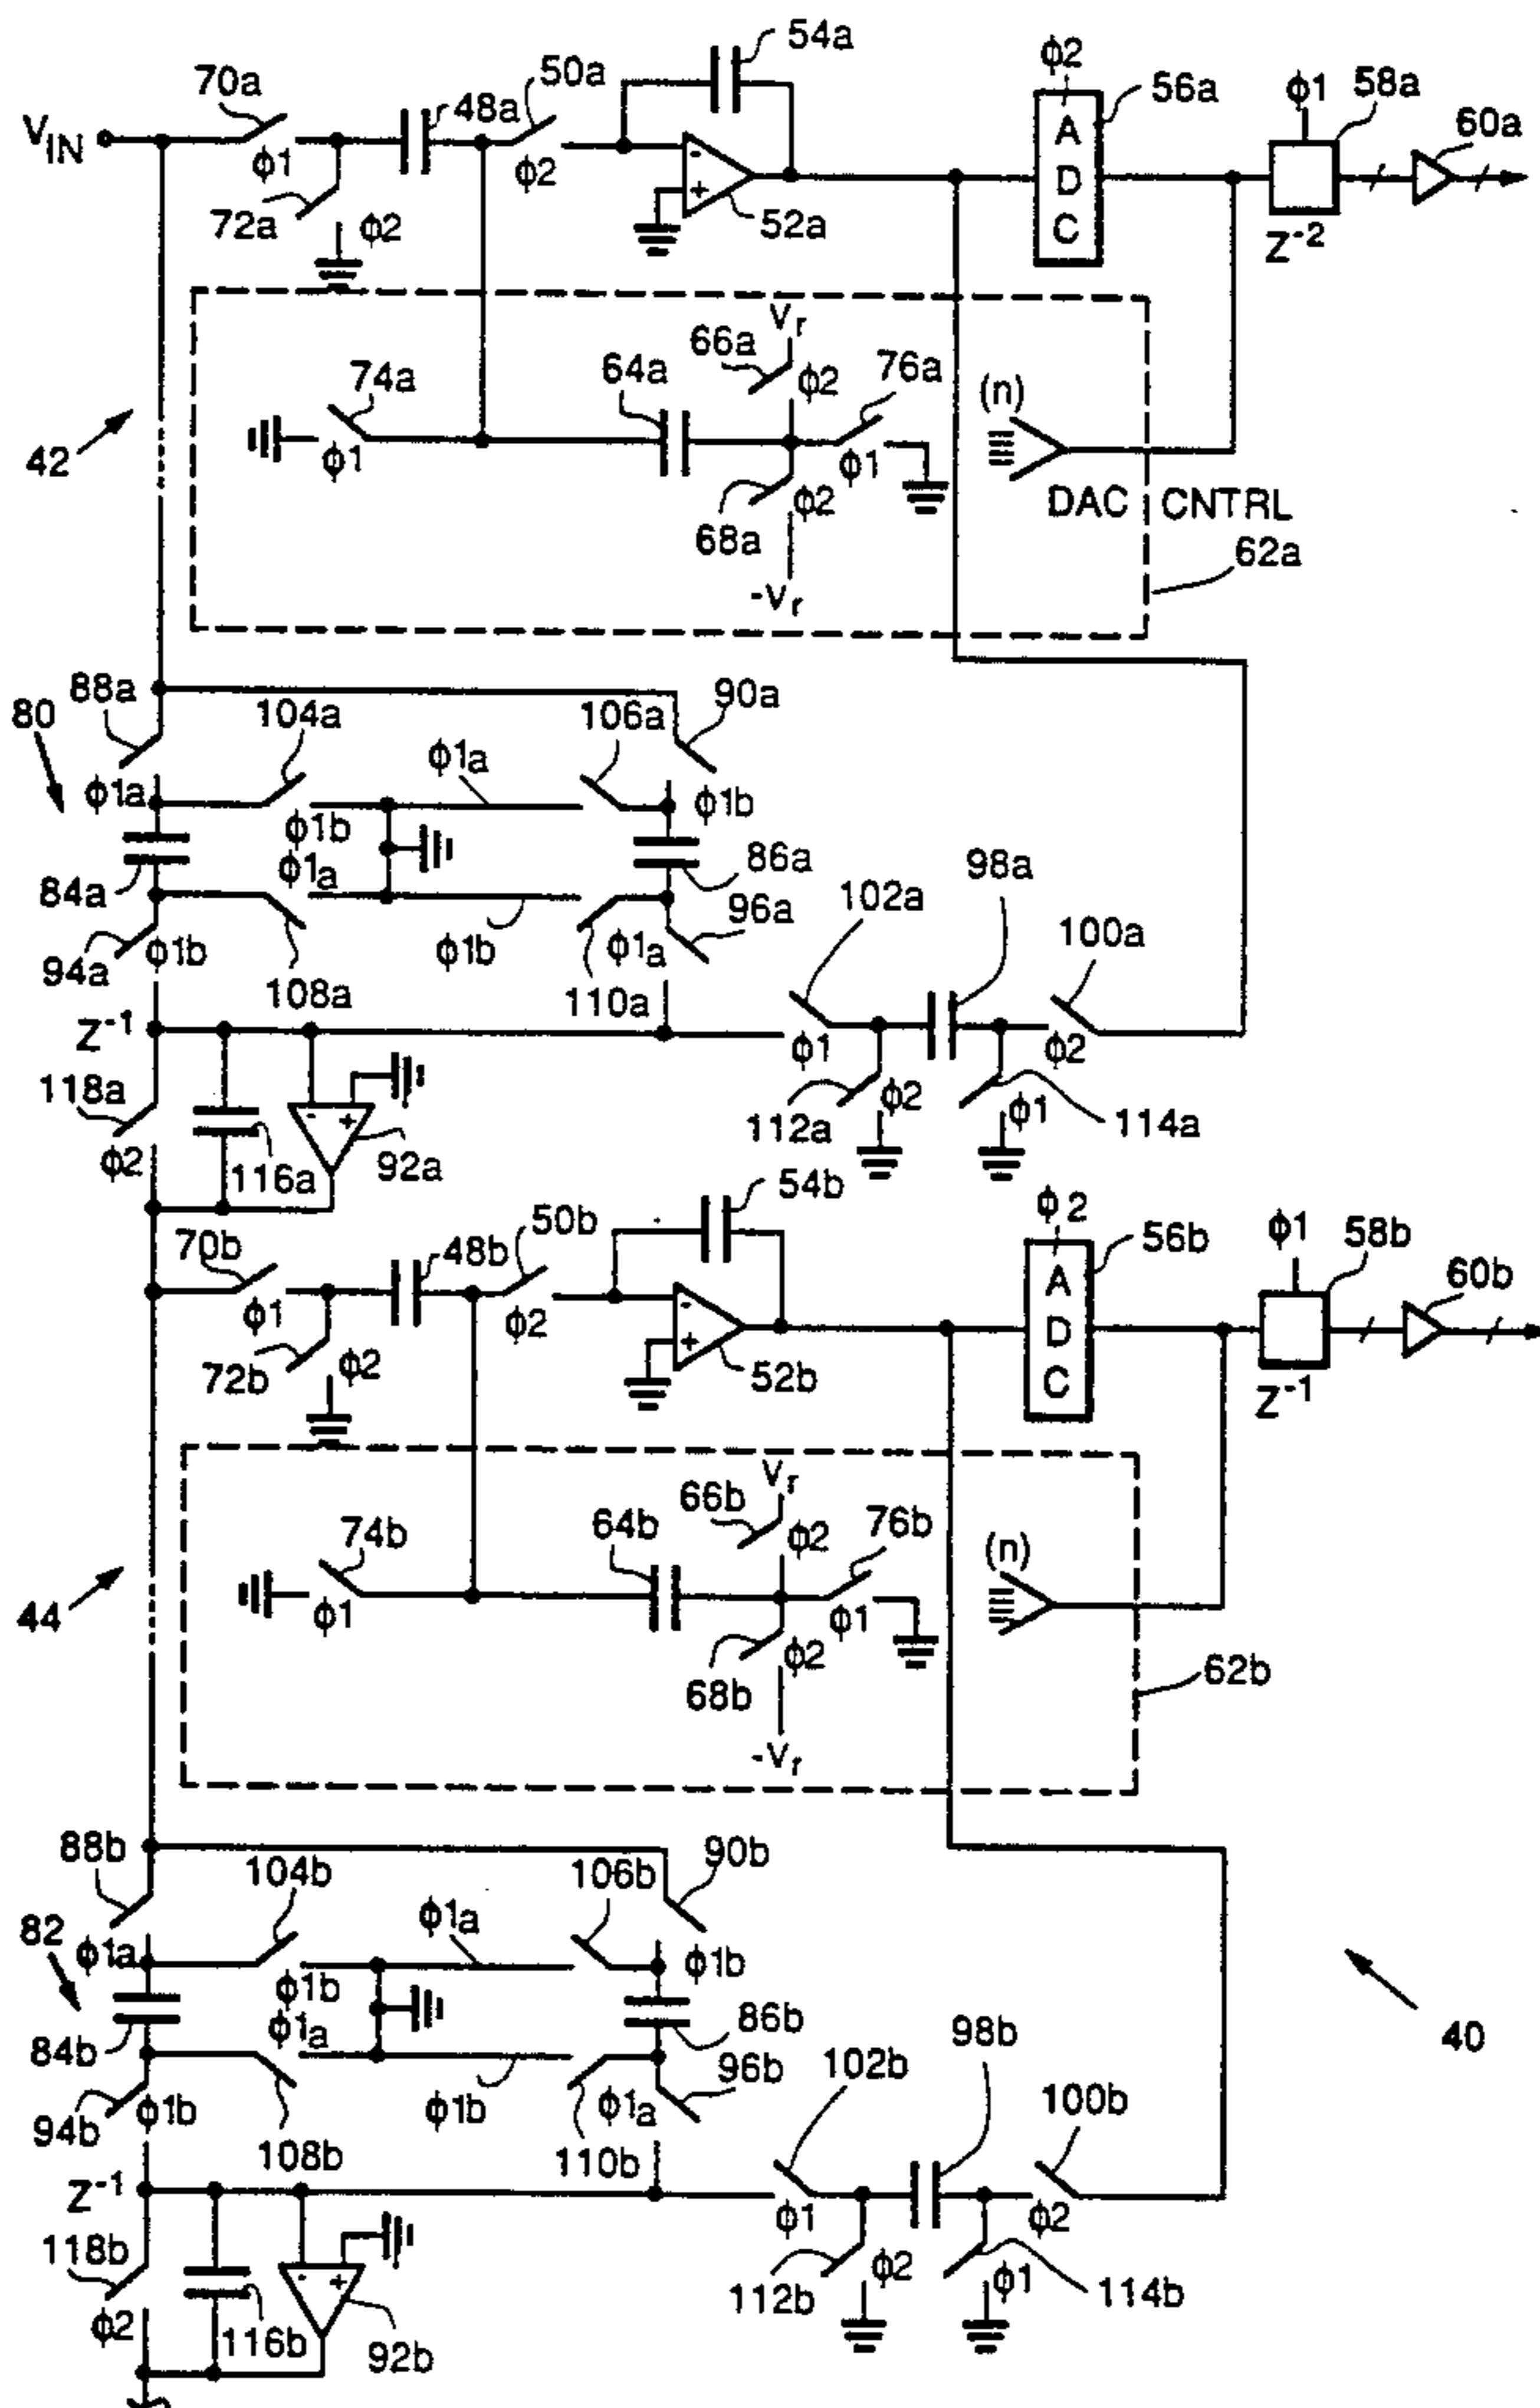 54a
70a
50a
ϕ2
56a
ϕ1
58a
60a
48a
V_IN
A
D
C
ϕ1
ϕ2
-
+
72a
ϕ2
52a
Z⁻²
V_r
66a
76a
74a
64a
ϕ2
(n)
42
ϕ1
ϕ1
ϕ2
DAC CNTRL
68a
62a
-V_r
88a
90a
80
104a
106a
ϕ1a
ϕ1a
ϕ1b
ϕ1b
ϕ1a
86a
98a
84a
102a
96a
100a
94a
ϕ1b
ϕ1b
ϕ1a
108a
110a
Z⁻¹
ϕ1
ϕ2
118a
-
+
112a
ϕ2
ϕ1
114a
ϕ2
116a
92a
54b
50b
ϕ2
56b
ϕ1
58b
60b
70b
48b
A
D
C
ϕ1
ϕ2
-
+
72b
ϕ2
52b
Z⁻¹
V_r
66b
76b
74b
64b
ϕ2
(n)
44
ϕ1
ϕ1
ϕ2
68b
62b
-V_r
88b
90b
104b
106b
82
ϕ1a
ϕ1a
ϕ1b
ϕ1b
ϕ1a
86b
98b
40
84b
96b
102b
100b
94b
ϕ1b
ϕ1b
ϕ1a
108b
110b
Z⁻¹
ϕ1
ϕ2
118b
-
+
112b
ϕ2
ϕ1
114b
ϕ2
116b
92b